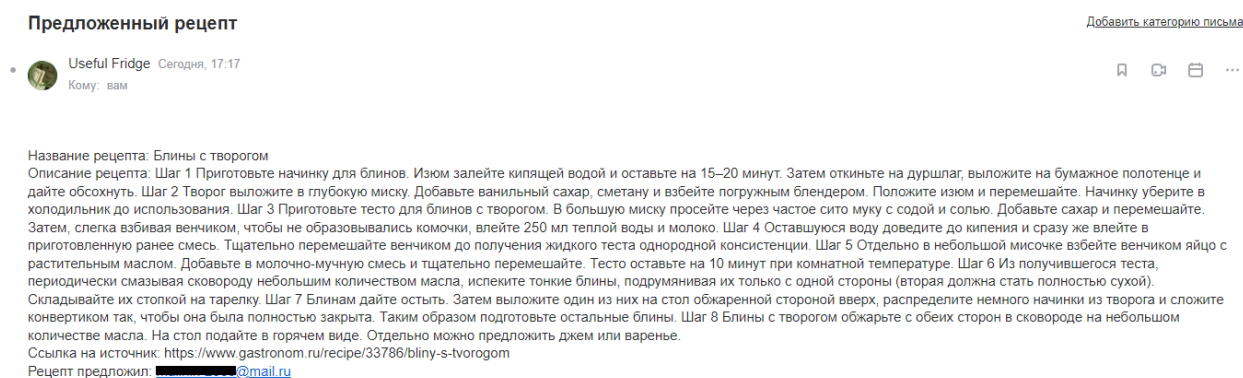 Предложенный рецепт
Добавить категорию письма
Useful Fridge Сегодня, 17:17
Кому: вам
Название рецепта: Блины с творогом
Описание рецепта: Шаг 1 Приготовьте начинку для блинов. Изюм залейте кипящей водой и оставьте на 15–20 минут. Затем откиньте на дуршлаг, выложите на бумажное полотенце и
дайте обсохнуть. Шаг 2 Творог выложите в глубокую миску. Добавьте ванильный сахар, сметану и взбейте погружным блендером. Положите изюм и перемешайте. Начинку уберите в
холодильник до использования. Шаг 3 Приготовьте тесто для блинов с творогом. В большую миску просейте через частое сито муку с содой и солью. Добавьте сахар и перемешайте.
Затем, слегка взбивая венчиком, чтобы не образовывались комочки, влейте 250 мл теплой воды и молоко. Шаг 4 Оставшуюся воду доведите до кипения и сразу же влейте в
приготовленную ранее смесь. Тщательно перемешайте венчиком до получения жидкого теста однородной консистенции. Шаг 5 Отдельно в небольшой мисочке взбейте венчиком яйцо с
растительным маслом. Добавьте в молочно-мучную смесь и тщательно перемешайте. Тесто оставьте на 10 минут при комнатной температуре. Шаг 6 Из получившегося теста,
периодически смазывая сковороду небольшим количеством масла, испеките тонкие блины, подрумянивая их только с одной стороны (вторая должна стать полностью сухой).
Складывайте их стопкой на тарелку. Шаг 7 Блинам дайте остыть. Затем выложите один из них на стол обжаренной стороной вверх, распределите немного начинки из творога и сложите
конвертиком так, чтобы она была полностью закрыта. Таким образом подготовьте остальные блины. Шаг 8 Блины с творогом обжарьте с обеих сторон в сковороде на небольшом
количестве масла. На стол подайте в горячем виде. Отдельно можно предложить джем или варенье.
Ссылка на источник: https://www.gastronom.ru/recipe/33786/bliny-s-tvorogom
Рецепт предложил: @mail.ru